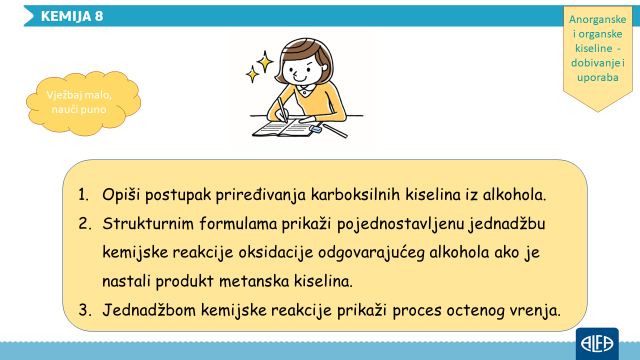 KEMIJA 8
Anorganske
i organske
kiseline -
dobivanje i
uporaba
Vježbaj malo,
nauči puno
1. Opiši postupak priređivanja karboksilnih kiselina iz alkohola.
2. Strukturnim formulama prikaži pojednostavljenu jednadžbu
kemijske reakcije oksidacije odgovarajućeg alkohola ako je
nastali produkt metanska kiselina.
3. Jednadžbom kemijske reakcije prikaži proces octenog vrenja.
ALFA